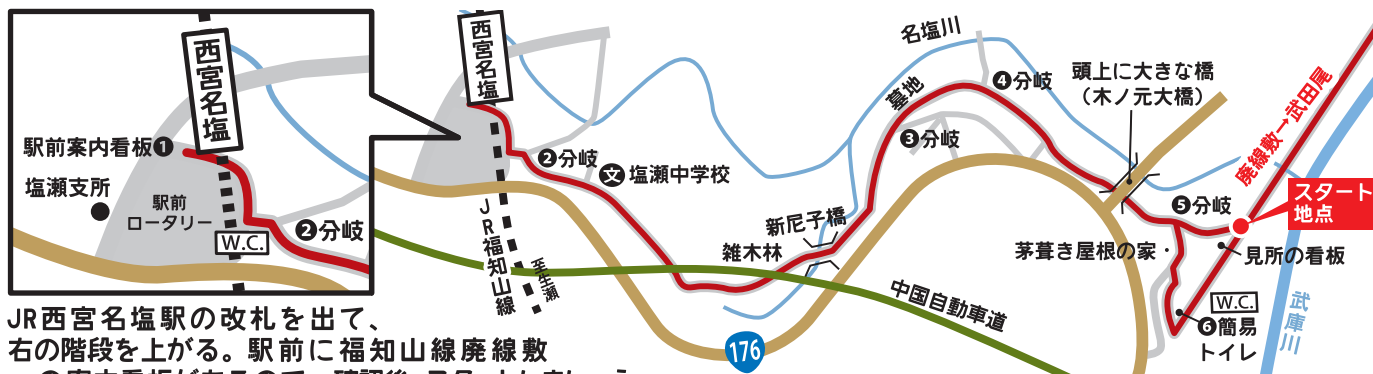 西宮名塩
駅前案内看板❶
塩瀬支所
駅前
ロータリー
W.C.
❷分岐
西宮名塩
❷分岐
文 塩瀬中学校
JR福知山線
至生瀬
雑木林
新尼子橋
中国自動車道
176
名塩川
墓地
❸分岐
❹分岐
頭上に大きな橋
（木ノ元大橋）
廃線敷→武田尾
スタート
地点
❺分岐
茅葺き屋根の家
見所の看板
W.C.
❻簡易
トイレ
武庫川
JR西宮名塩駅の改札を出て、
右の階段を上がる。駅前に福知山線廃線敷